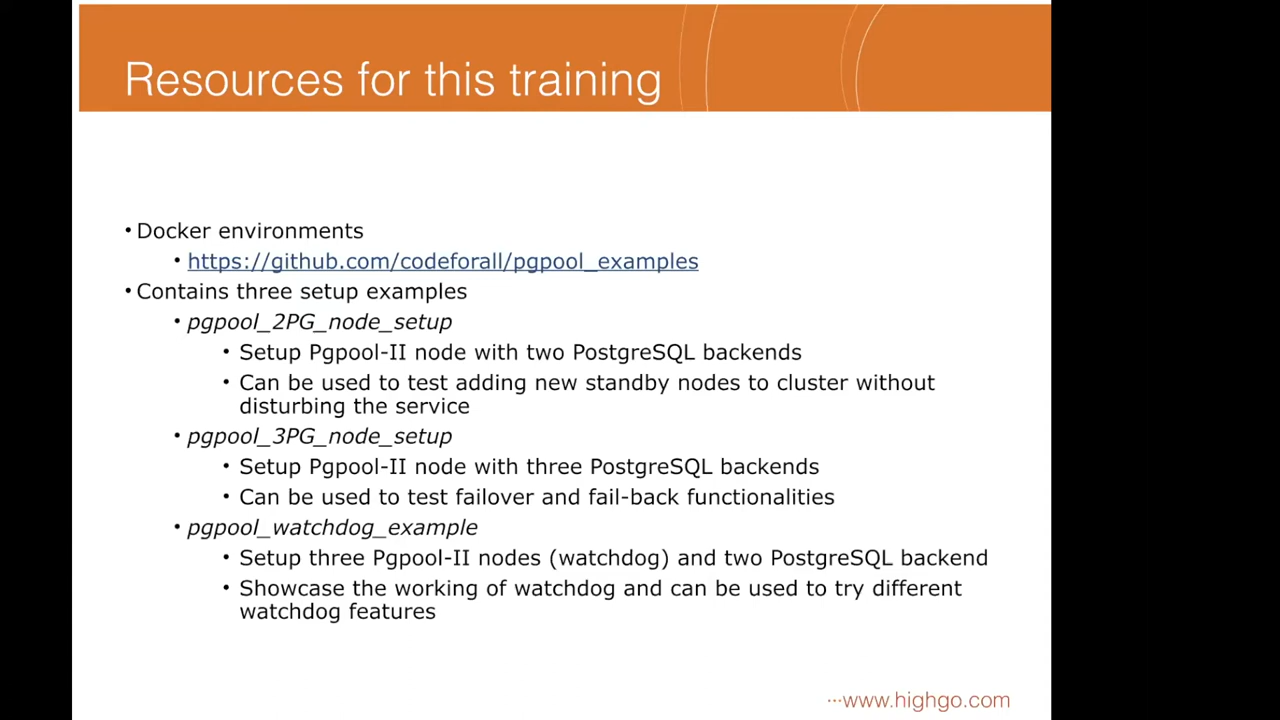 Resources for this training
• Docker environments
• https://github.com/codeforall/pgpool_examples
• Contains three setup examples
• pgpool_2PG_node_setup
• Setup Pgpool-II node with two PostgreSQL backends
• Can be used to test adding new standby nodes to cluster without
disturbing the service
• pgpool_3PG_node_setup
• Setup Pgpool-II node with three PostgreSQL backends
• Can be used to test failover and fail-back functionalities
• pgpool_watchdog_example
• Setup three Pgpool-II nodes (watchdog) and two PostgreSQL backend
• Showcase the working of watchdog and can be used to try different
watchdog features
···www.highgo.com